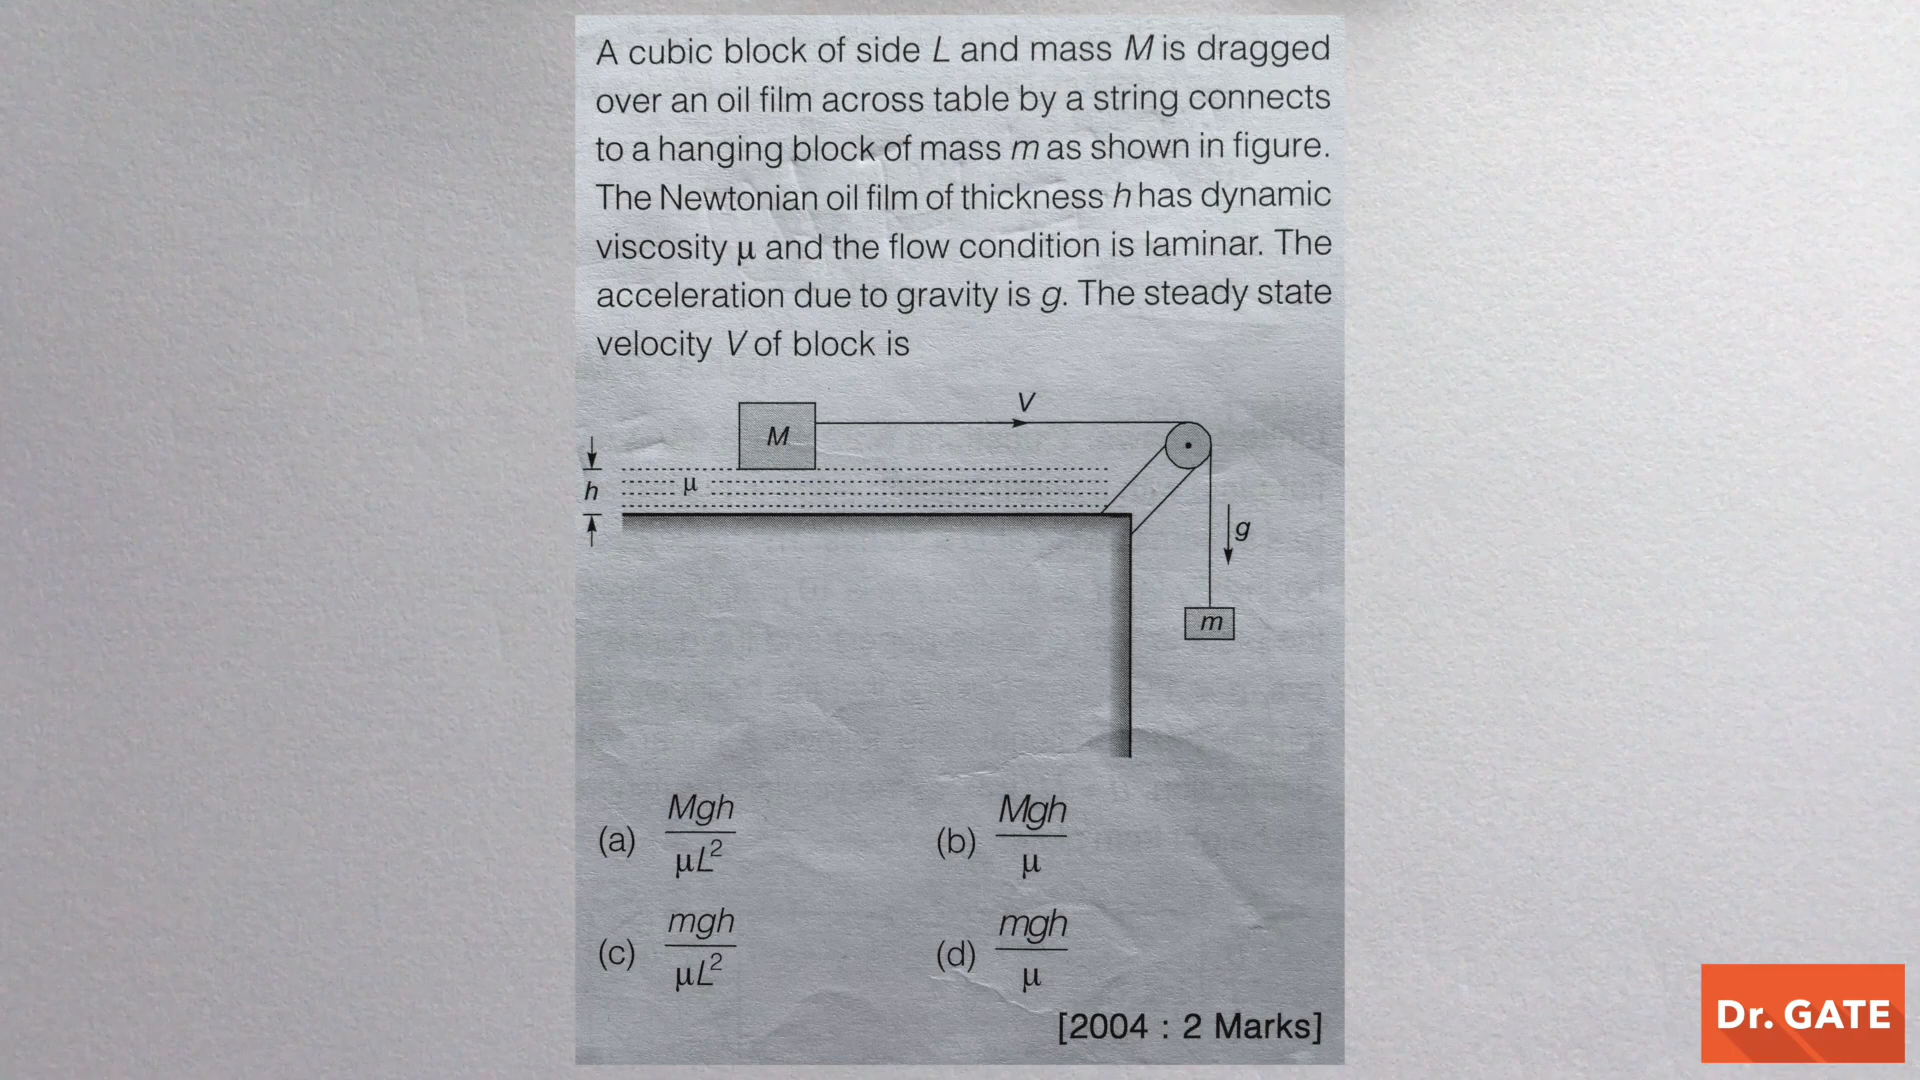 A cubic block of side L and mass M is dragged
over an oil film across table by a string connects
to a hanging block of mass m as shown in figure.
The Newtonian oil film of thickness h has dynamic
viscosity μ and the flow condition is laminar. The
acceleration due to gravity is g. The steady state
velocity V of block is
V
M
h
μ
g
m
(a) Mgh / μL²
(b) Mgh / μ
(c) mgh / μL²
(d) mgh / μ
[2004 : 2 Marks]
Dr. GATE